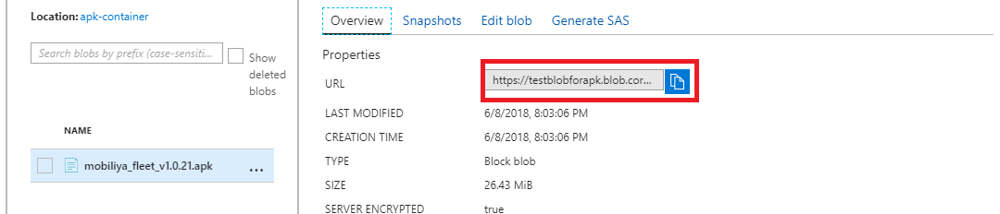 Location: apk-container
Search blobs by prefix (case-sensiti...
Show
deleted
blobs
NAME
mobiliya_fleet_v1.0.21.apk ...
Overview Snapshots Edit blob Generate SAS
Properties
URL https://testblobforapk.blob.cor...
LAST MODIFIED 6/8/2018, 8:03:06 PM
CREATION TIME 6/8/2018, 8:03:06 PM
TYPE Block blob
SIZE 26.43 MiB
SERVER ENCRYPTED true